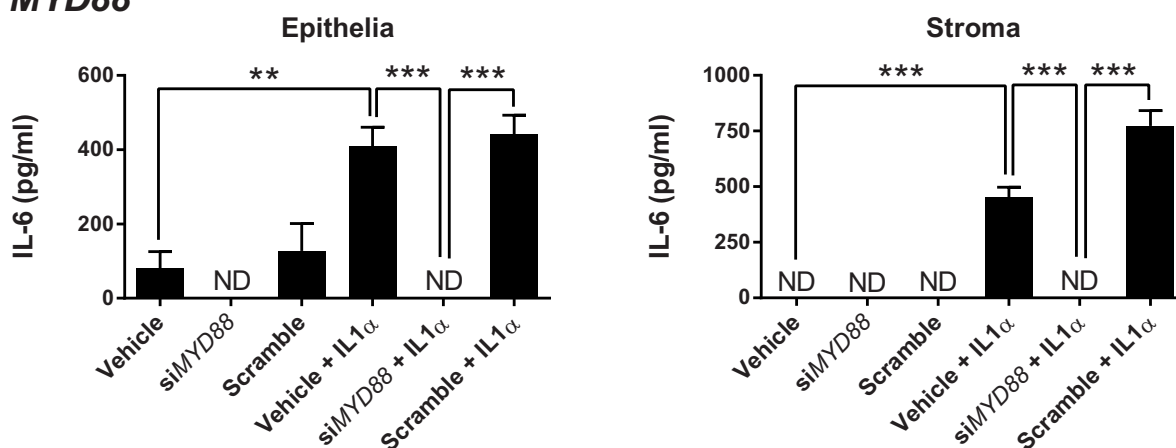 MYD88
Epithelia
Stroma
IL-6 (pg/ml)
600
400
200
0
** *** ***
ND ND
Vehicle
siMYD88
Scramble
Vehicle + IL1α
siMYD88 + IL1α
Scramble + IL1α
IL-6 (pg/ml)
1000
750
500
250
0
*** *** ***
ND ND ND ND
Vehicle
siMYD88
Scramble
Vehicle + IL1α
siMYD88 + IL1α
Scramble + IL1α